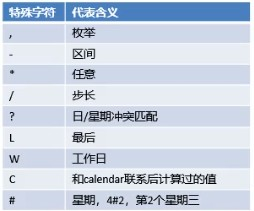 特殊字符 代表含义
, 枚举
- 区间
* 任意
/ 步长
? 日/星期冲突匹配
L 最后
W 工作日
C 和calendar联系后计算过的值
# 星期，4#2，第2个星期三